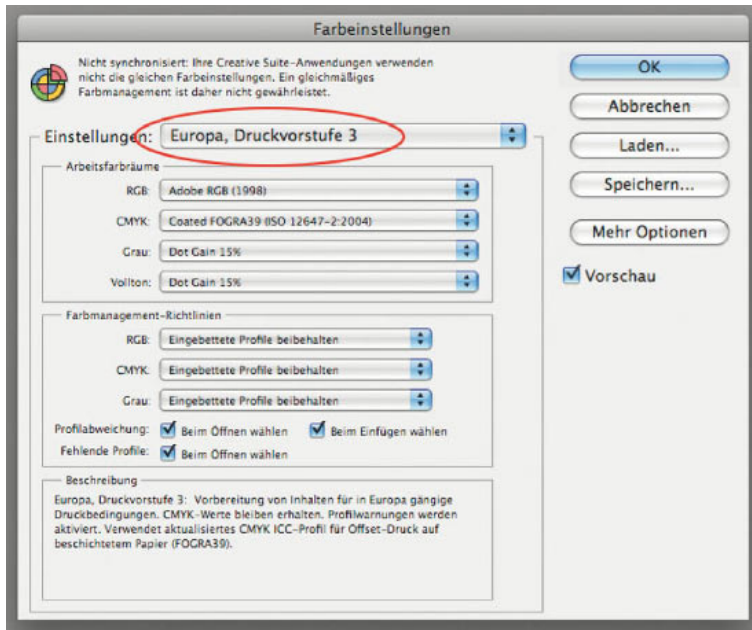 Farbeinstellungen
Nicht synchronisiert: Ihre Creative Suite-Anwendungen verwenden
nicht die gleichen Farbeinstellungen. Ein gleichmäßiges
Farbmanagement ist daher nicht gewährleistet.
Einstellungen: Europa, Druckvorstufe 3
Arbeitsfarbräume
RGB: Adobe RGB (1998)
CMYK: Coated FOGRA39 (ISO 12647-2:2004)
Grau: Dot Gain 15%
Vollton: Dot Gain 15%
Farbmanagement-Richtlinien
RGB: Eingebettete Profile beibehalten
CMYK: Eingebettete Profile beibehalten
Grau: Eingebettete Profile beibehalten
Profilabweichung: Beim Öffnen wählen Beim Einfügen wählen
Fehlende Profile: Beim Öffnen wählen
Beschreibung
Europa, Druckvorstufe 3: Vorbereitung von Inhalten für in Europa gängige
Druckbedingungen. CMYK-Werte bleiben erhalten. Profilwarnungen werden
aktiviert. Verwendet aktualisiertes CMYK ICC-Profil für Offset-Druck auf
beschichtetem Papier (FOGRA39).
OK
Abbrechen
Laden...
Speichern...
Mehr Optionen
Vorschau